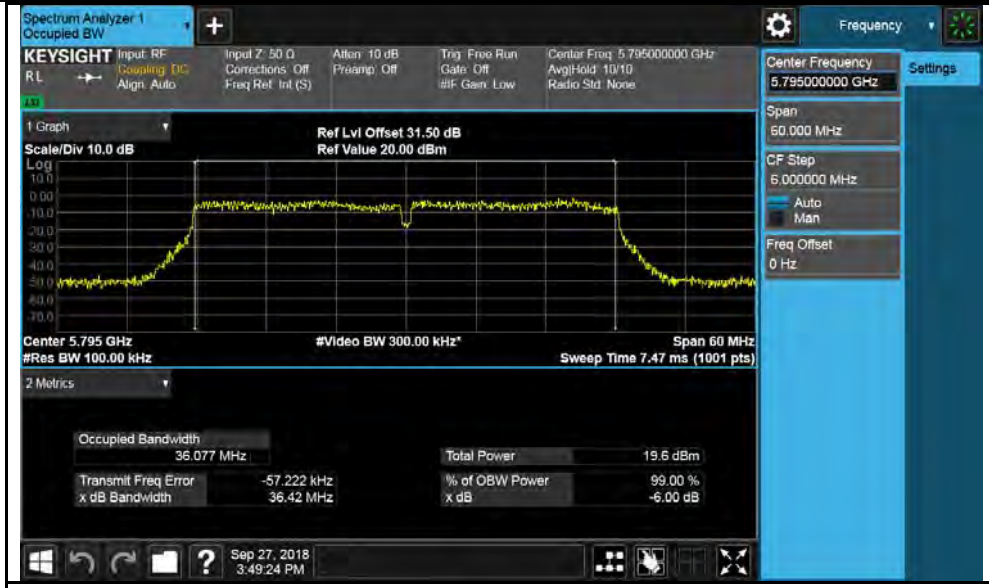 Spectrum Analyzer 1
Occupied BW
+
Frequency
KEYSIGHT
RL
LXI
Input: RF
Coupling: DC
Align: Auto
Input Z: 50 Ω
Corrections: Off
Freq Ref: Int (S)
Atten: 10 dB
Preamp: Off
Trig: Free Run
Gate: Off
#IF Gain: Low
Center Freq: 5.795000000 GHz
Avg|Hold: 10/10
Radio Std: None
Center Frequency
5.795000000 GHz
Settings
Span
60.000 MHz
CF Step
6.000000 MHz
Auto
Man
Freq Offset
0 Hz
1 Graph
Scale/Div 10.0 dB
Ref Lvl Offset 31.50 dB
Ref Value 20.00 dBm
Log
10.0
0.00
-10.0
-20.0
-30.0
-40.0
-50.0
-60.0
-70.0
Center 5.795 GHz
#Video BW 300.00 kHz*
Span 60 MHz
#Res BW 100.00 kHz
Sweep Time 7.47 ms (1001 pts)
2 Metrics
Occupied Bandwidth
36.077 MHz
Total Power 19.6 dBm
Transmit Freq Error -57.222 kHz
% of OBW Power 99.00 %
x dB Bandwidth 36.42 MHz
x dB -6.00 dB
?
Sep 27, 2018
3:49:24 PM